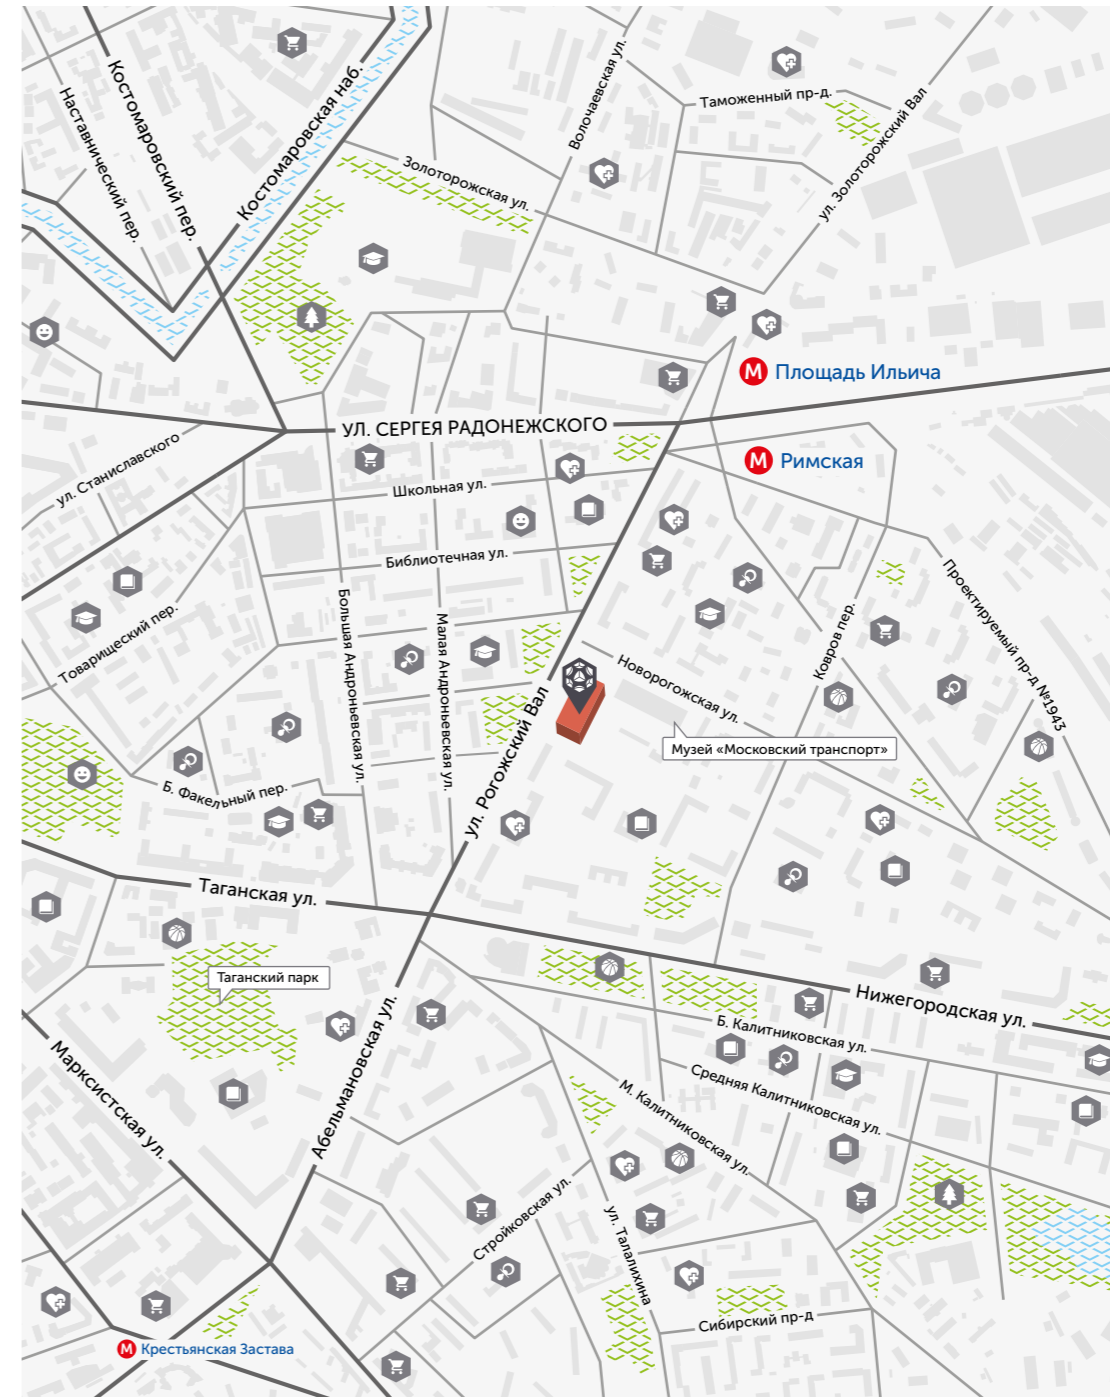 Костомаровский пер.
Наставнический пер.
Костомаровская наб.
Волочаевская ул.
Таможенный пр-д.
ул. Золоторожский Вал
Золоторожская ул.
М Площадь Ильича
УЛ. СЕРГЕЯ РАДОНЕЖСКОГО
М Римская
ул. Станиславского
Школьная ул.
Библиотечная ул.
Товарищеский пер.
Большая Андроньевская ул.
Малая Андроньевская ул.
Проектируемый пр-д №1943
Ковров пер.
Новорогожская ул.
ул. Рогожский Вал
Музей «Московский транспорт»
Б. Факельный пер.
Таганская ул.
Таганский парк
Нижегородская ул.
Б. Калитниковская ул.
Средняя Калитниковская ул.
М. Калитниковская ул.
Абельмановская ул.
Марксистская ул.
Стройковская ул.
ул. Талалихина
Сибирский пр-д
М Крестьянская Застава